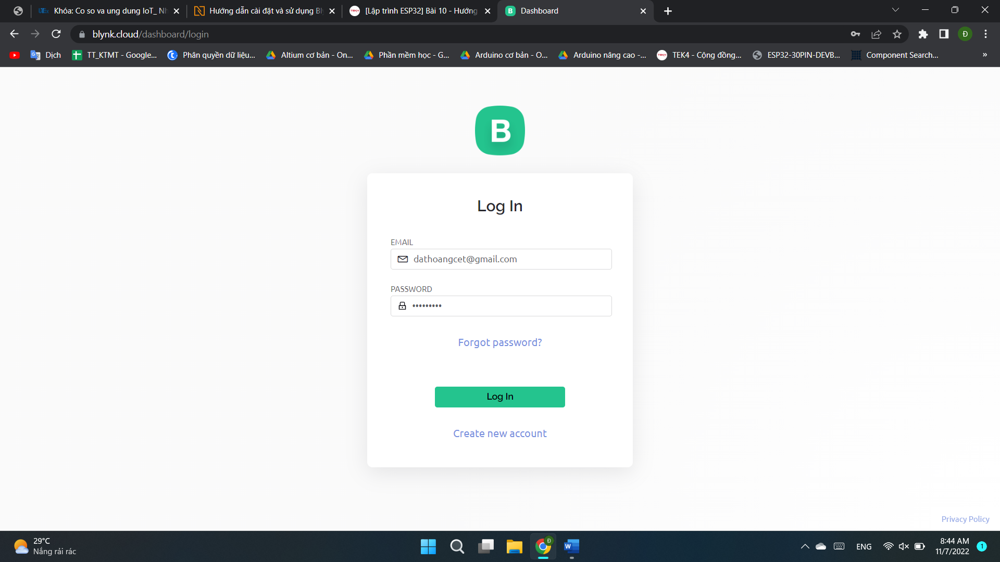 Khóa: Co so va ung dung IoT_ Nh
Hướng dẫn cài đặt và sử dụng Bly
[Lập trình ESP32] Bài 10 - Hướng
B Dashboard
blynk.cloud/dashboard/login
Đ
Dịch
TT_KTMT - Google...
Phân quyền dữ liệu...
Altium cơ bản - On...
Phần mềm học - G...
Arduino cơ bản - O...
Arduino nâng cao -...
TEK4 - Cộng đồng...
ESP32-30PIN-DEVB...
Component Search...
»
B
Log In
EMAIL
dathoangcet@gmail.com
PASSWORD
•••••••••
Forgot password?
Log In
Create new account
Privacy Policy
29°C
Nắng rải rác
ENG
8:44 AM
11/7/2022
1